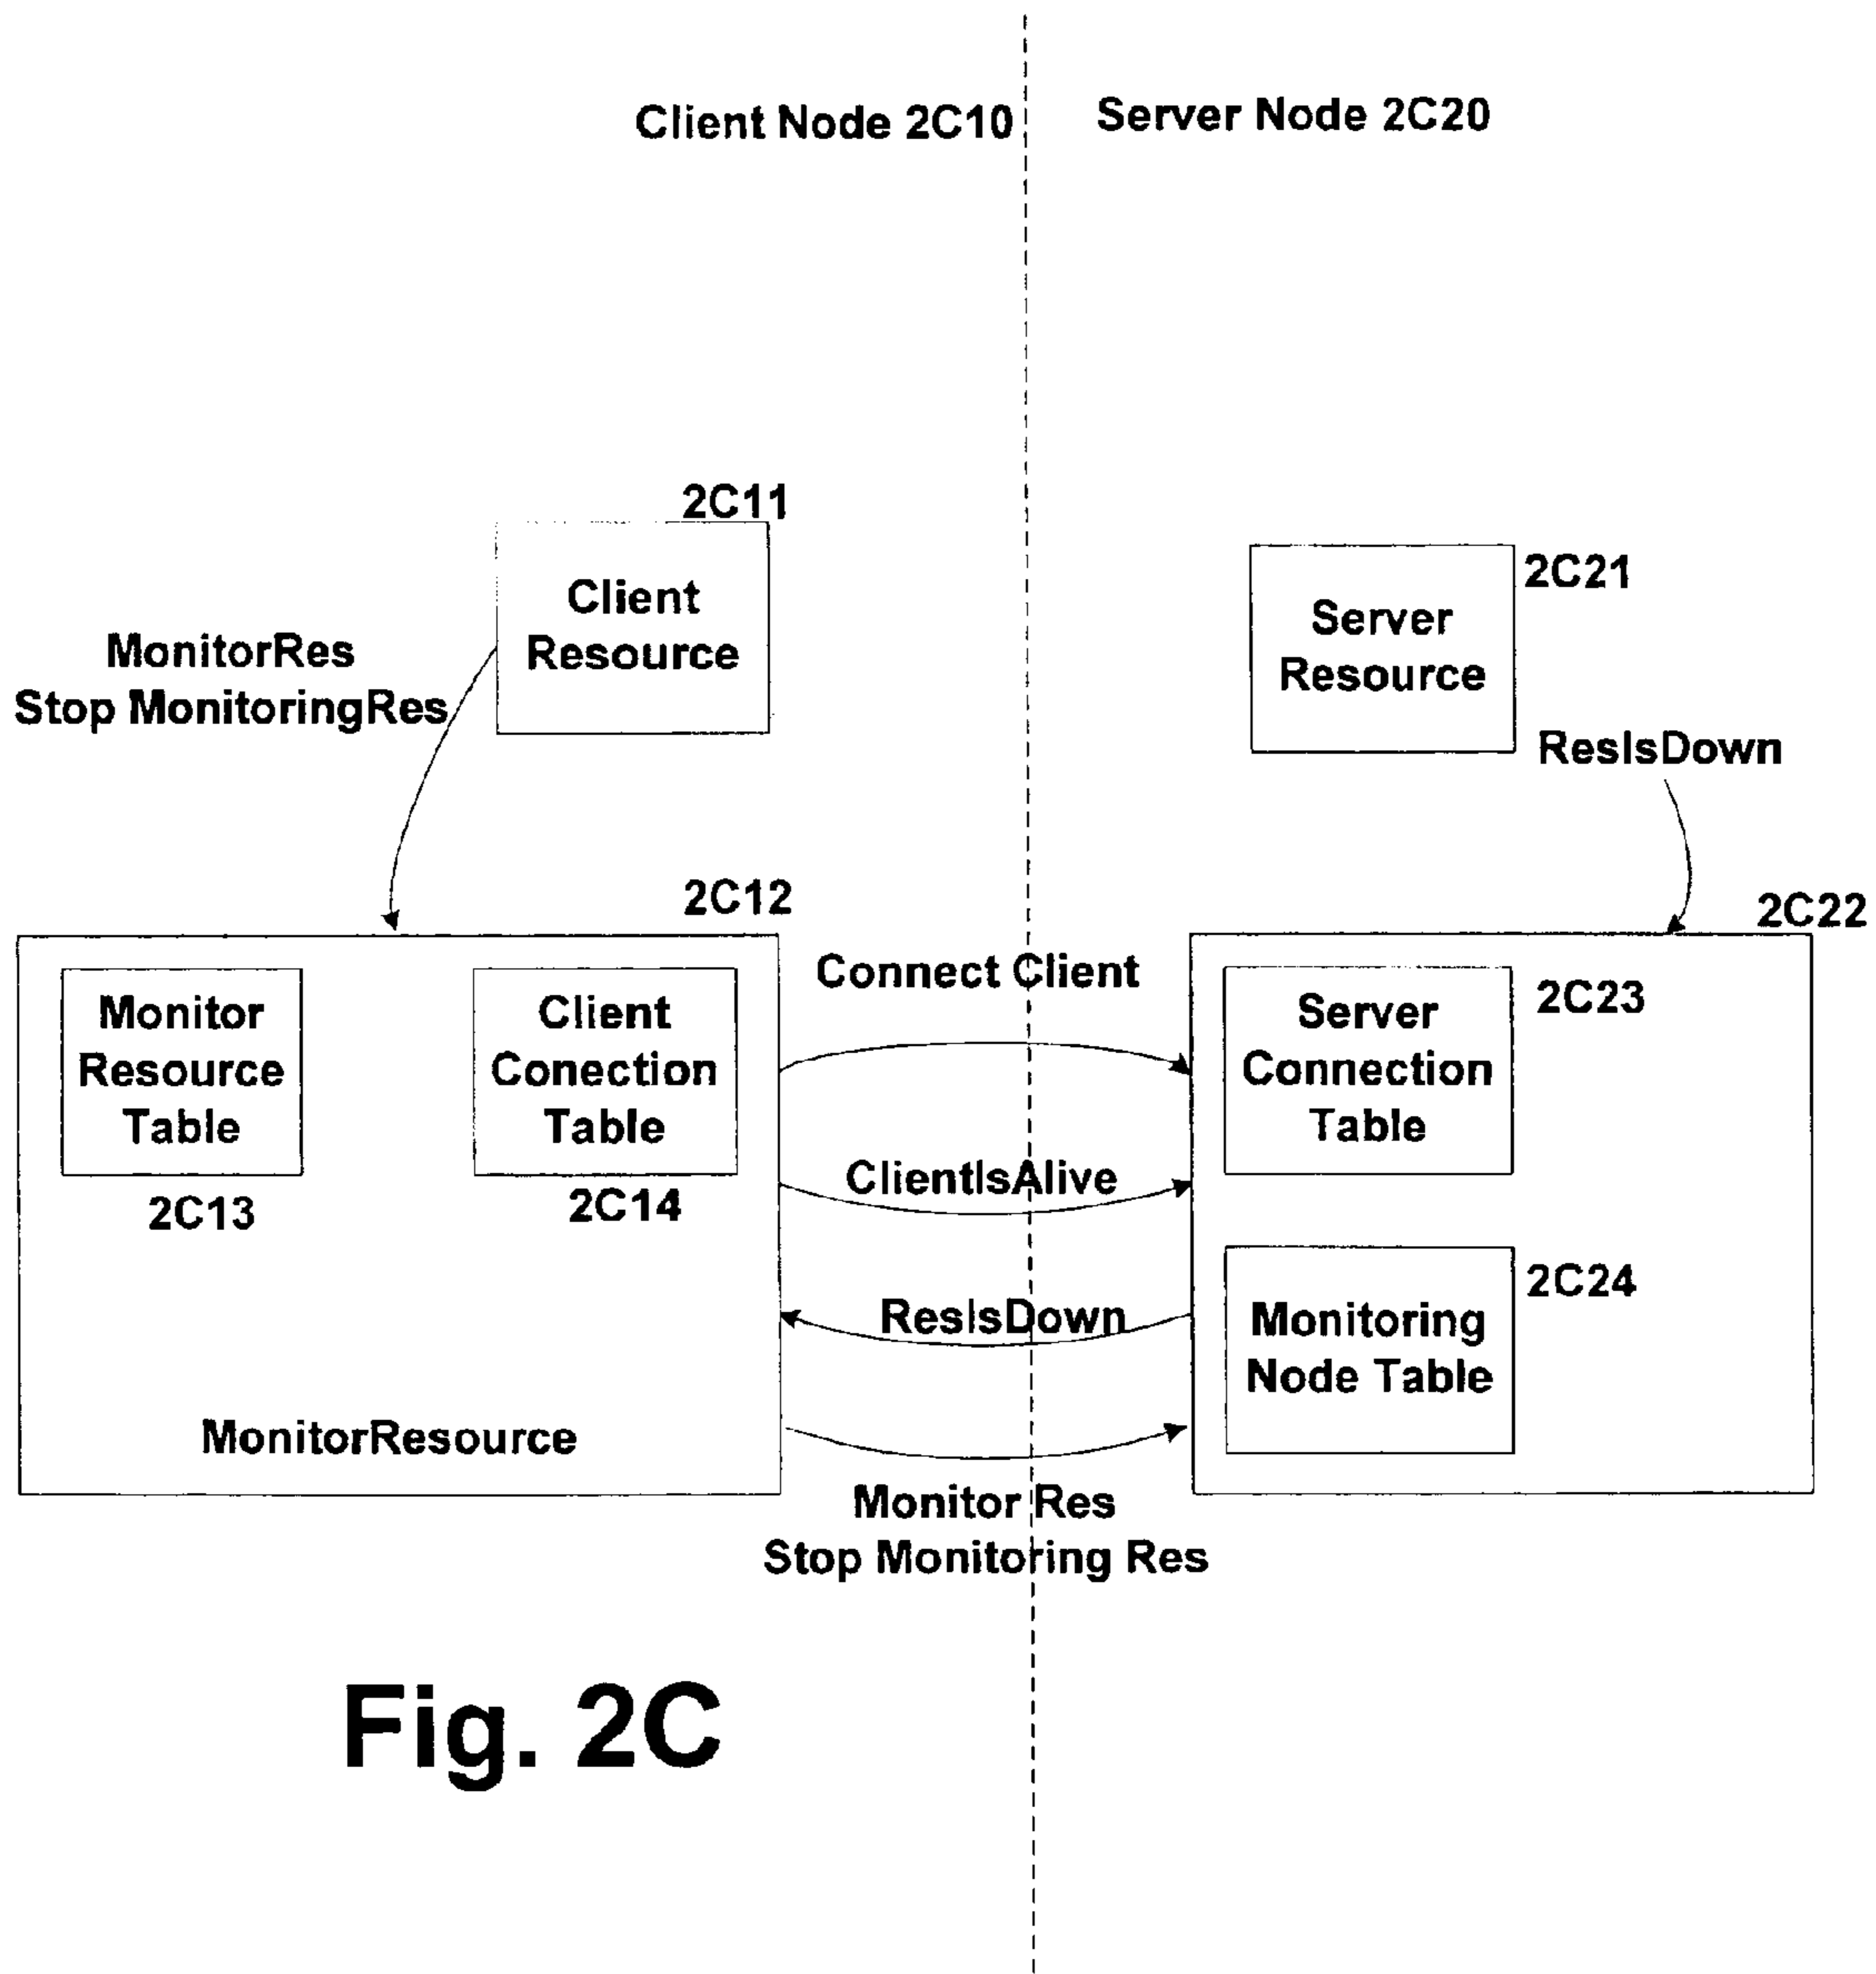 Client Node 2C10
Server Node 2C20
2C11
Client
Resource
MonitorRes
Stop MonitoringRes
2C21
Server
Resource
ResIsDown
2C12
2C22
Monitor
Resource
Table
2C13
Client
Conection
Table
2C14
MonitorResource
Connect Client
ClientIsAlive
ResIsDown
Monitor Res
Stop Monitoring Res
Server
Connection
Table
2C23
Monitoring
Node Table
2C24
Fig. 2C